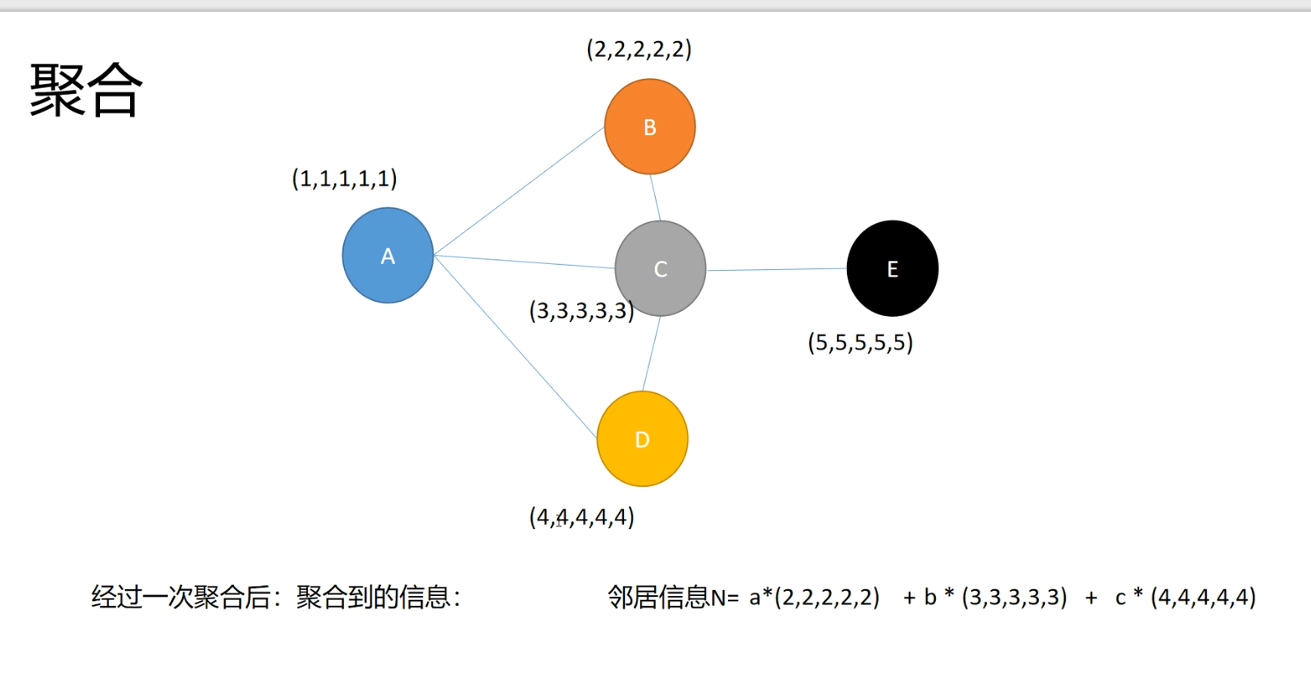 聚合
(2,2,2,2,2)
B
(1,1,1,1,1)
A
C
E
(3,3,3,3,3)
(5,5,5,5,5)
D
(4,4,4,4,4)
经过一次聚合后：聚合到的信息： 邻居信息N= a*(2,2,2,2,2) + b * (3,3,3,3,3) + c * (4,4,4,4,4)